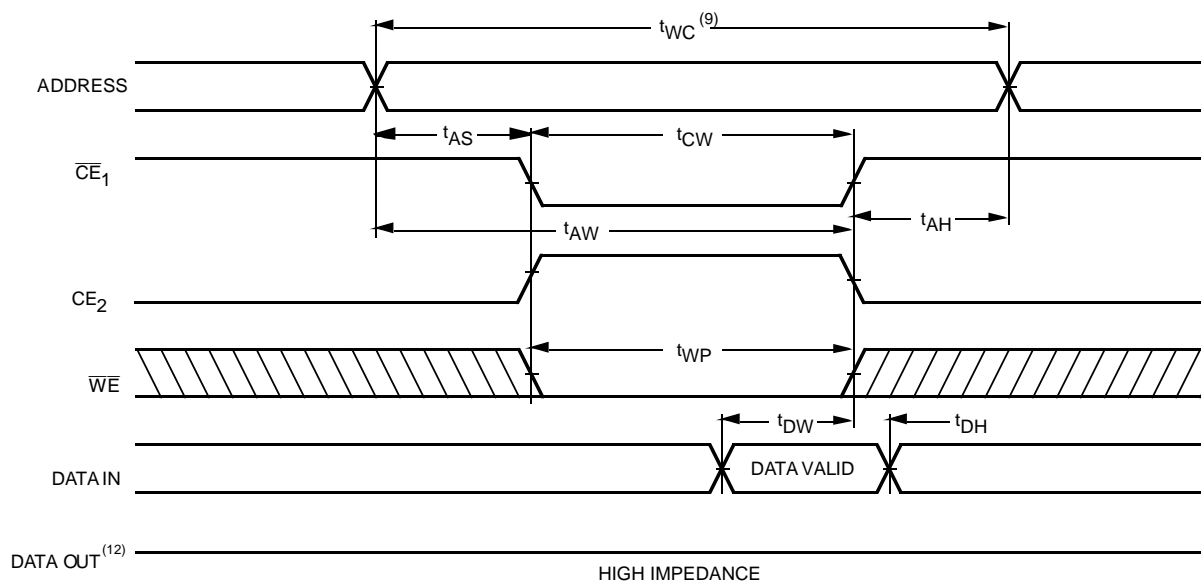 tWC(9)
ADDRESS
tAS
tCW
CE1
tAW
tAH
CE2
tWP
WE
tDW
tDH
DATA IN
DATA VALID
DATA OUT(12)
HIGH IMPEDANCE